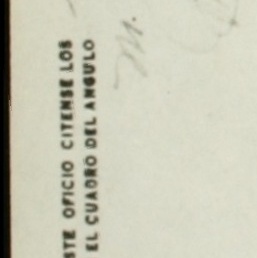 STE OFICIO CITENSE LOS
EL CUADRO DEL ANGULO